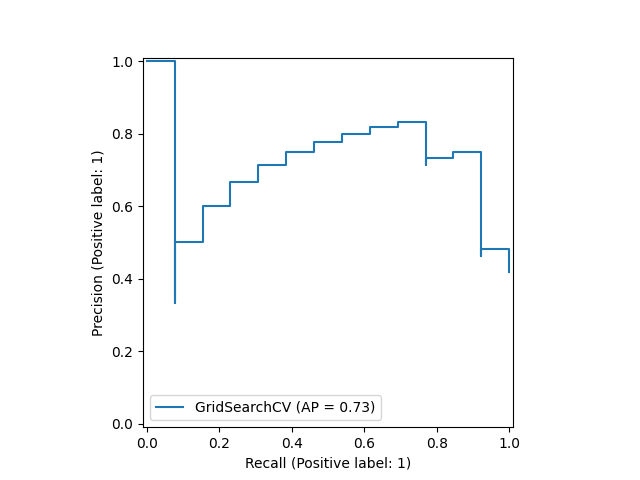 1.0
0.8
0.6
0.4
0.2
0.0
Precision (Positive label: 1)
GridSearchCV (AP = 0.73)
0.0 0.2 0.4 0.6 0.8 1.0
Recall (Positive label: 1)